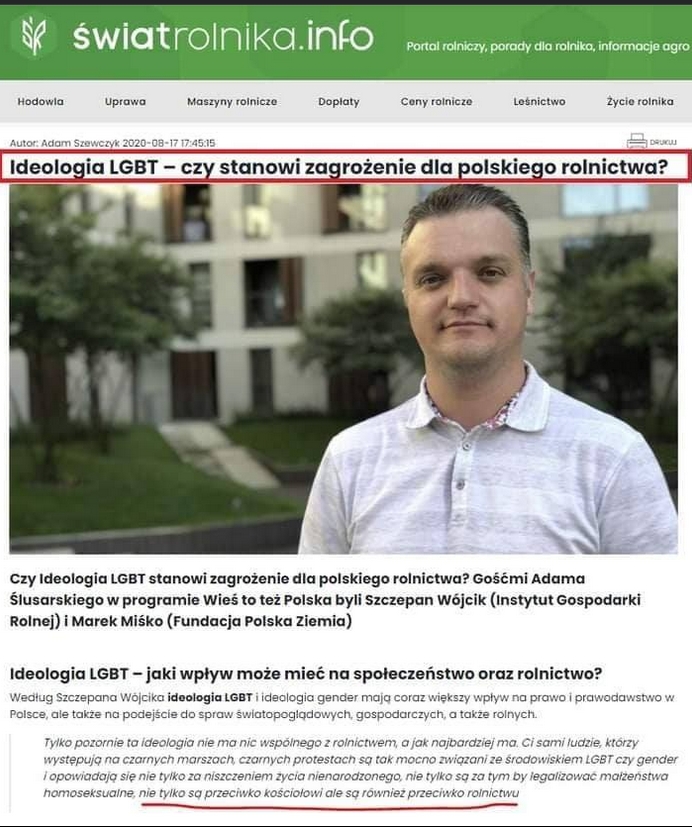 światrolnika.info
Portal rolniczy, porady dla rolnika, informacje agro
Hodowla Uprawa Maszyny rolnicze Dopłaty Ceny rolnicze Leśnictwo Życie rolnika
Autor: Adam Szewczyk 2020-08-17 17:45:15 DRUKUJ
Ideologia LGBT – czy stanowi zagrożenie dla polskiego rolnictwa?
Czy Ideologia LGBT stanowi zagrożenie dla polskiego rolnictwa? Gośćmi Adama
Ślusarskiego w programie Wieś to też Polska byli Szczepan Wójcik (Instytut Gospodarki
Rolnej) i Marek Miśko (Fundacja Polska Ziemia)
Ideologia LGBT – jaki wpływ może mieć na społeczeństwo oraz rolnictwo?
Według Szczepana Wójcika ideologia LGBT i ideologia gender mają coraz większy wpływ na prawo i prawodawstwo w
Polsce, ale także na podejście do spraw światopoglądowych, gospodarczych, a także rolnych.
Tylko pozornie ta ideologia nie ma nic wspólnego z rolnictwem, a jak najbardziej ma. Ci sami ludzie, którzy
występują na czarnych marszach, czarnych protestach są tak mocno związani ze środowiskiem LGBT czy gender
i opowiadają się nie tylko za niszczeniem życia nienarodzonego, nie tylko są za tym by legalizować małżeństwa
homoseksualne, nie tylko są przeciwko kościołowi ale są również przeciwko rolnictwu